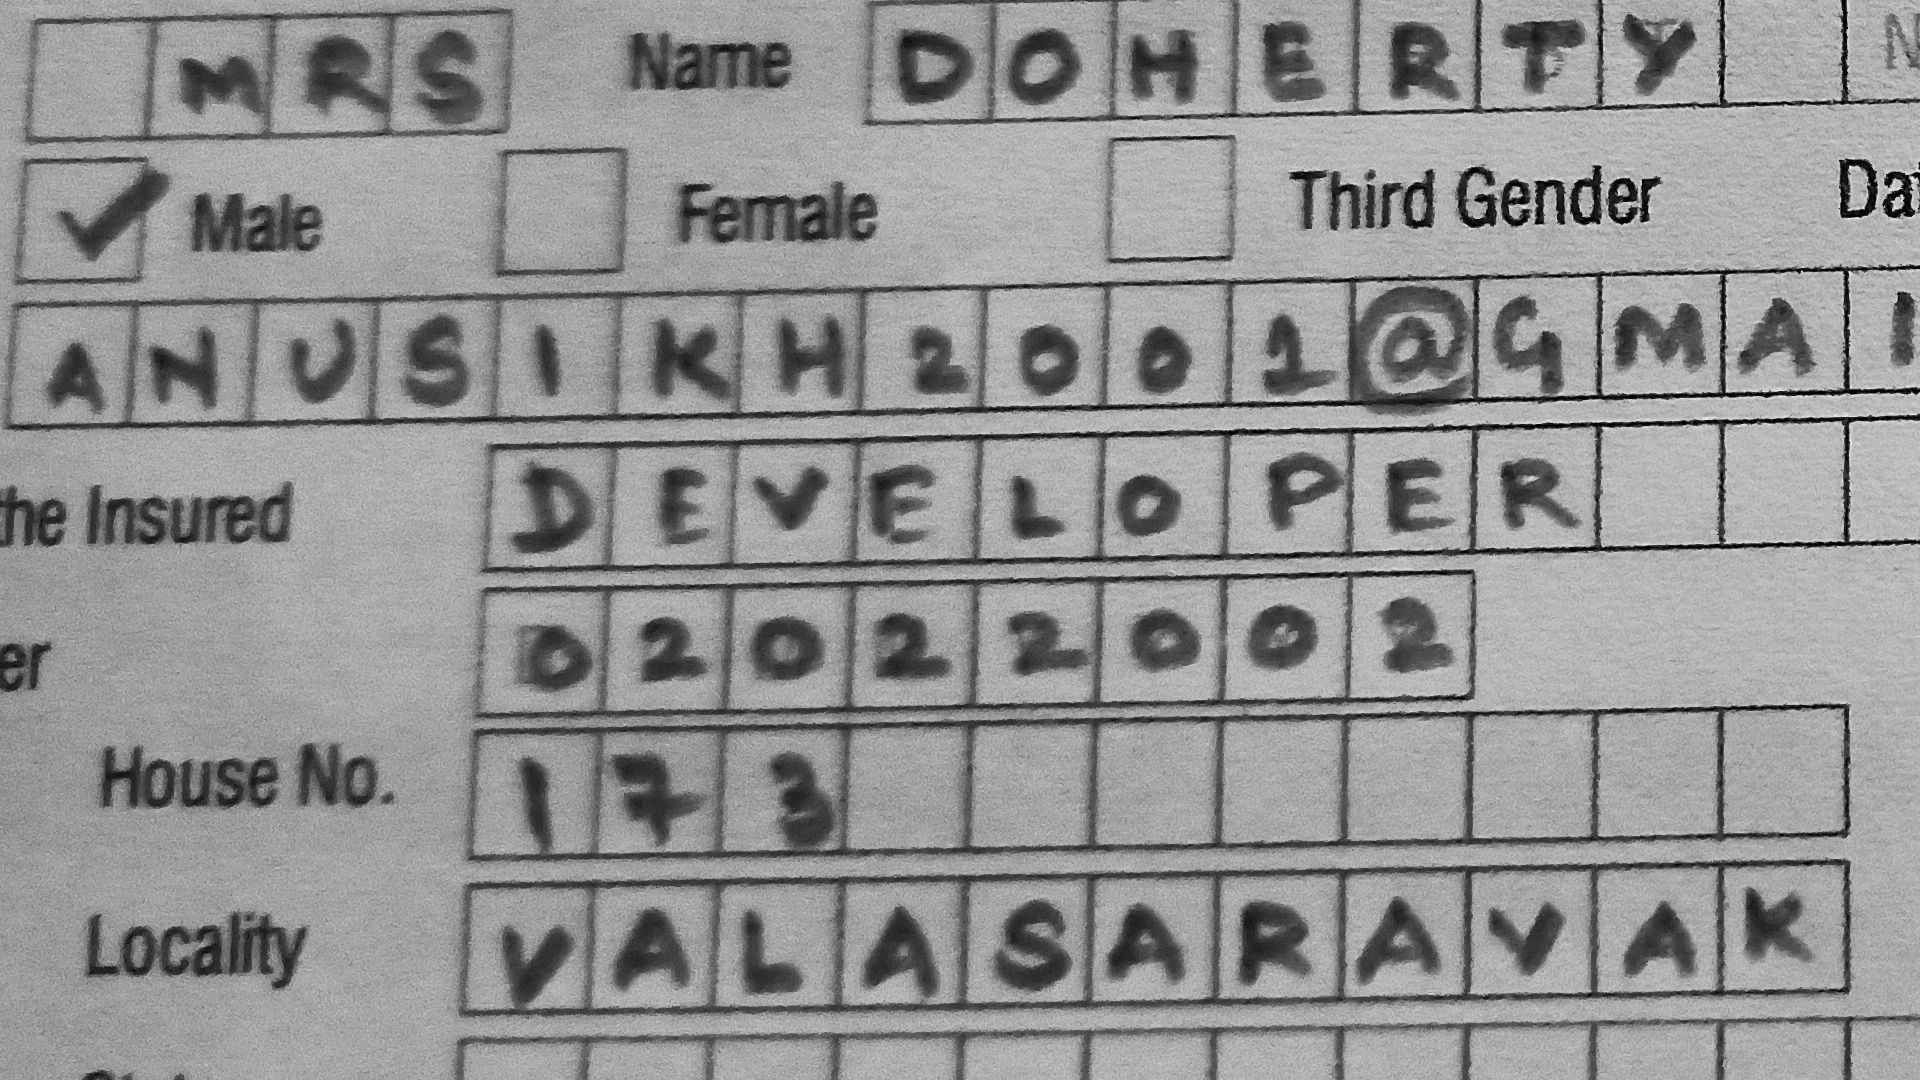 MRS Name DOHERTY N
Male Female Third Gender Dat
ANUSIKH2001@GMAI
the Insured DEVELOPER
er 02022002
House No. 173
Locality VALASARAVAK